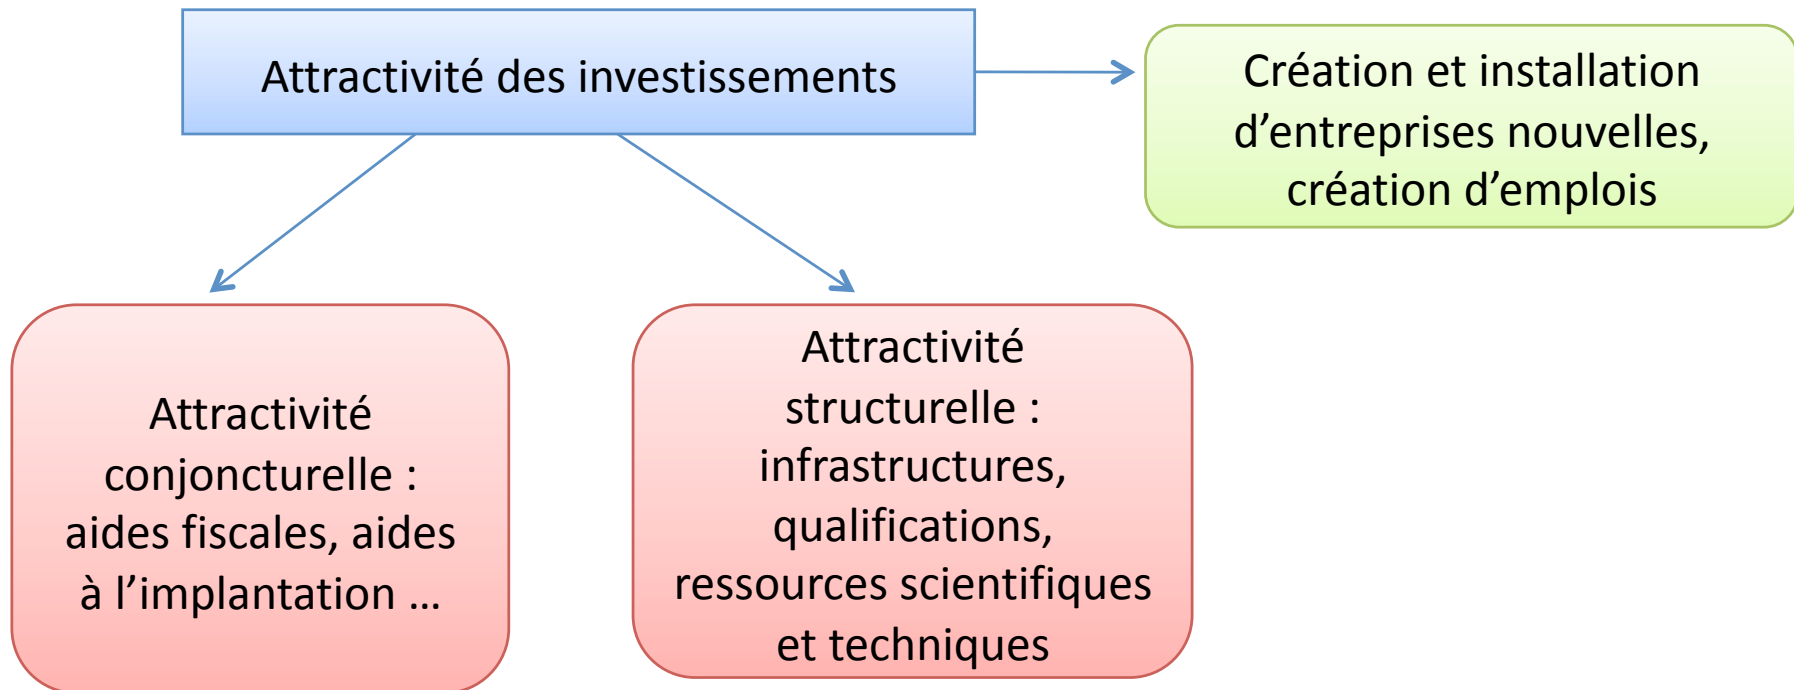 Attractivité des investissements
Création et installation
d’entreprises nouvelles,
création d’emplois
Attractivité
conjoncturelle :
aides fiscales, aides
à l’implantation …
Attractivité
structurelle :
infrastructures,
qualifications,
ressources scientifiques
et techniques